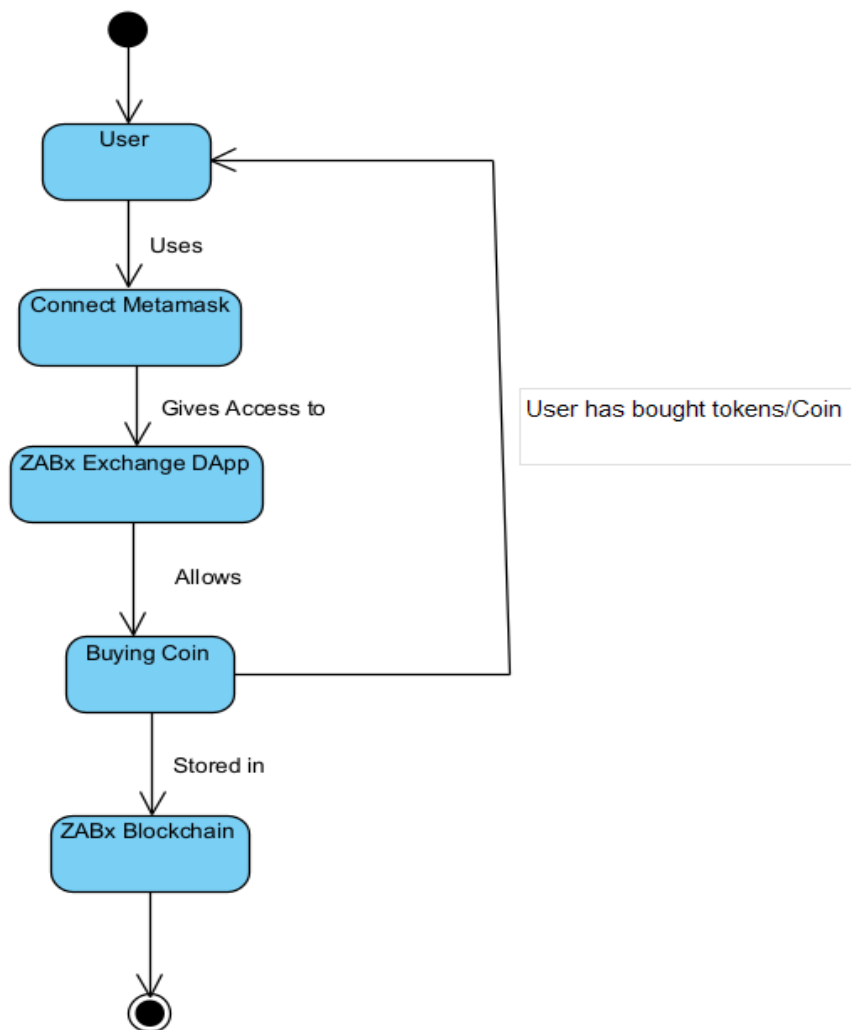 User
Uses
Connect Metamask
Gives Access to
User has bought tokens/Coin
ZABx Exchange DApp
Allows
Buying Coin
Stored in
ZABx Blockchain